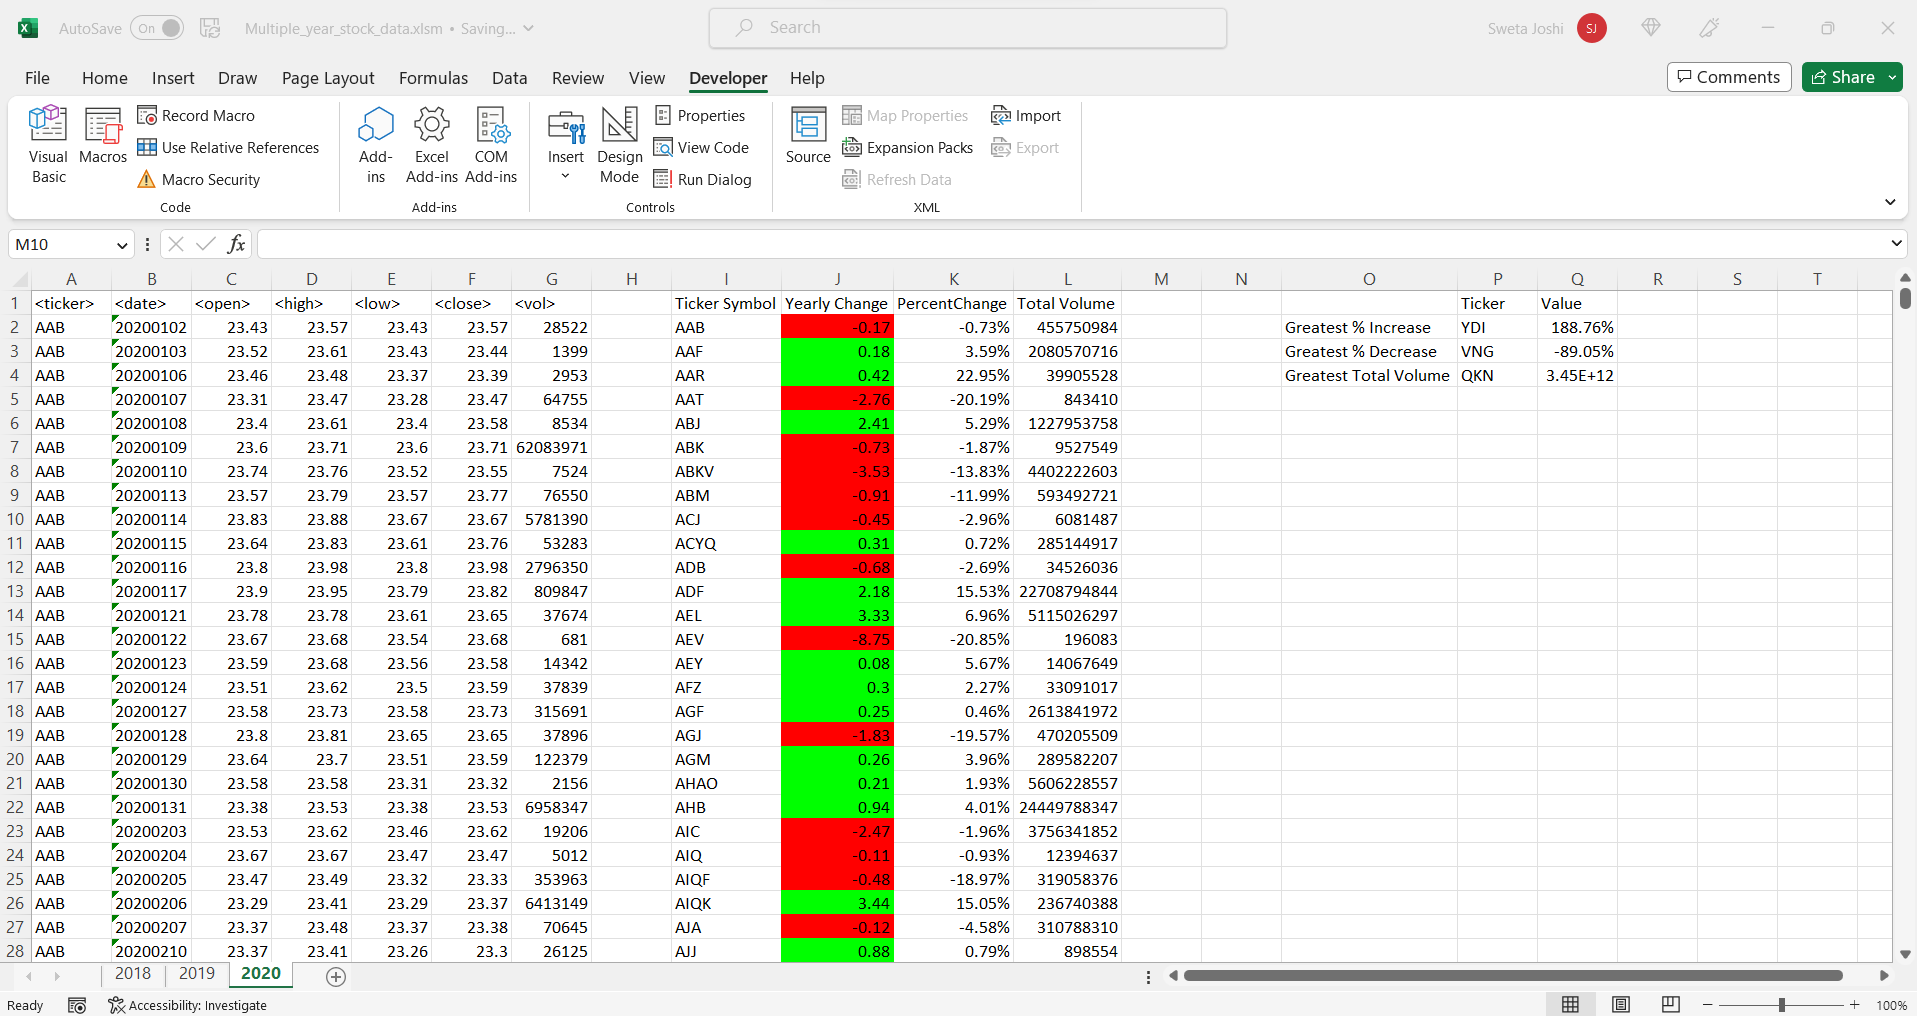 AutoSave On Multiple_year_stock_data.xlsm • Saving... Search Sweta Joshi SJ
File Home Insert Draw Page Layout Formulas Data Review View Developer Help Comments Share
Visual Basic Macros Record Macro Use Relative References Macro Security Code
Add-ins Excel Add-ins COM Add-ins Add-ins
Insert Design Mode Properties View Code Run Dialog Controls
Source Map Properties Expansion Packs Refresh Data Import Export XML
M10 fx
A B C D E F G H I J K L M N O P Q R S T
1 <ticker> <date> <open> <high> <low> <close> <vol> Ticker Symbol Yearly Change PercentChange Total Volume Ticker Value
2 AAB 20200102 23.43 23.57 23.43 23.57 28522 AAB -0.17 -0.73% 455750984 Greatest % Increase YDI 188.76%
3 AAB 20200103 23.52 23.61 23.43 23.44 1399 AAF 0.18 3.59% 2080570716 Greatest % Decrease VNG -89.05%
4 AAB 20200106 23.46 23.48 23.37 23.39 2953 AAR 0.42 22.95% 39905528 Greatest Total Volume QKN 3.45E+12
5 AAB 20200107 23.31 23.47 23.28 23.47 64755 AAT -2.76 -20.19% 843410
6 AAB 20200108 23.4 23.61 23.4 23.58 8534 ABJ 2.41 5.29% 1227953758
7 AAB 20200109 23.6 23.71 23.6 23.71 62083971 ABK -0.73 -1.87% 9527549
8 AAB 20200110 23.74 23.76 23.52 23.55 7524 ABKV -3.53 -13.83% 4402222603
9 AAB 20200113 23.57 23.79 23.57 23.77 76550 ABM -0.91 -11.99% 593492721
10 AAB 20200114 23.83 23.88 23.67 23.67 5781390 ACJ -0.45 -2.96% 6081487
11 AAB 20200115 23.64 23.83 23.61 23.76 53283 ACYQ 0.31 0.72% 285144917
12 AAB 20200116 23.8 23.98 23.8 23.98 2796350 ADB -0.68 -2.69% 34526036
13 AAB 20200117 23.9 23.95 23.79 23.82 809847 ADF 2.18 15.53% 22708794844
14 AAB 20200121 23.78 23.78 23.61 23.65 37674 AEL 3.33 6.96% 5115026297
15 AAB 20200122 23.67 23.68 23.54 23.68 681 AEV -8.75 -20.85% 196083
16 AAB 20200123 23.59 23.68 23.56 23.58 14342 AEY 0.08 5.67% 14067649
17 AAB 20200124 23.51 23.62 23.5 23.59 37839 AFZ 0.3 2.27% 33091017
18 AAB 20200127 23.58 23.73 23.58 23.73 315691 AGF 0.25 0.46% 2613841972
19 AAB 20200128 23.8 23.81 23.65 23.65 37896 AGJ -1.83 -19.57% 470205509
20 AAB 20200129 23.64 23.7 23.51 23.59 122379 AGM 0.26 3.96% 289582207
21 AAB 20200130 23.58 23.58 23.31 23.32 2156 AHAO 0.21 1.93% 5606228557
22 AAB 20200131 23.38 23.53 23.38 23.53 6958347 AHB 0.94 4.01% 24449788347
23 AAB 20200203 23.53 23.62 23.46 23.62 19206 AIC -2.47 -1.96% 3756341852
24 AAB 20200204 23.67 23.67 23.47 23.47 5012 AIQ -0.11 -0.93% 12394637
25 AAB 20200205 23.47 23.49 23.32 23.33 353963 AIQF -0.48 -18.97% 319058376
26 AAB 20200206 23.29 23.41 23.29 23.37 6413149 AIQK 3.44 15.05% 236740388
27 AAB 20200207 23.37 23.48 23.37 23.38 70645 AJA -0.12 -4.58% 310788310
28 AAB 20200210 23.37 23.41 23.26 23.3 26125 AJJ 0.88 0.79% 898554
2018 2019 2020
Ready Accessibility: Investigate 100%